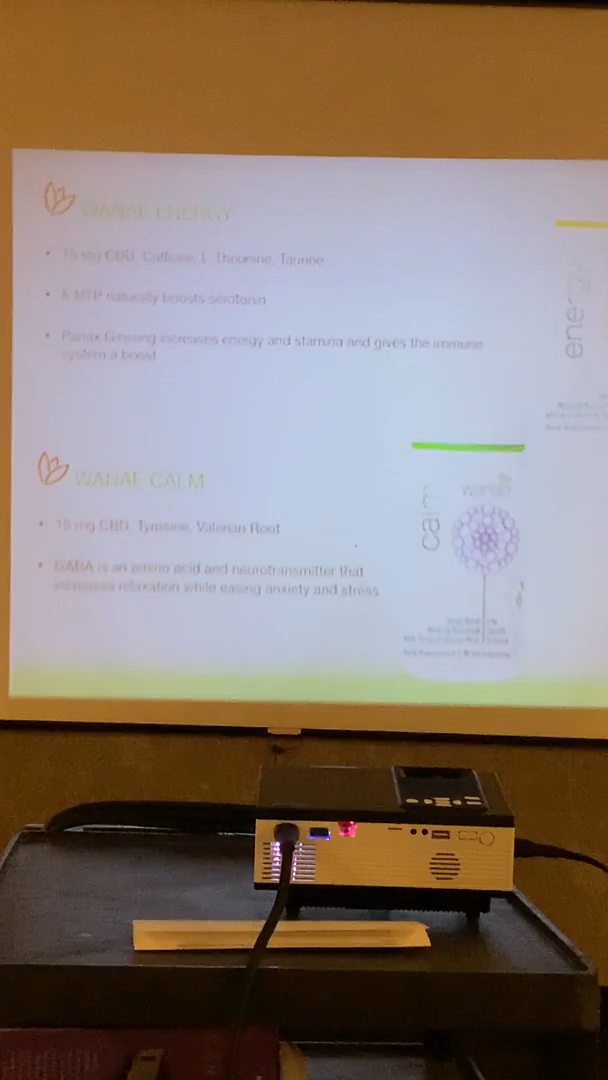 WANAE ENERGY
• 15 mg CBD, Caffeine, L-Theonine, Taurine
• 5-HTP naturally boosts serotonin
• Panax Ginseng increases energy and stamina and gives the immune
system a boost
energy
WANAE CALM
• 15 mg CBD, Tyrosine, Valerian Root
• GABA is an amino acid and neurotransmitter that
increases relaxation while easing anxiety and stress
calm
wanae